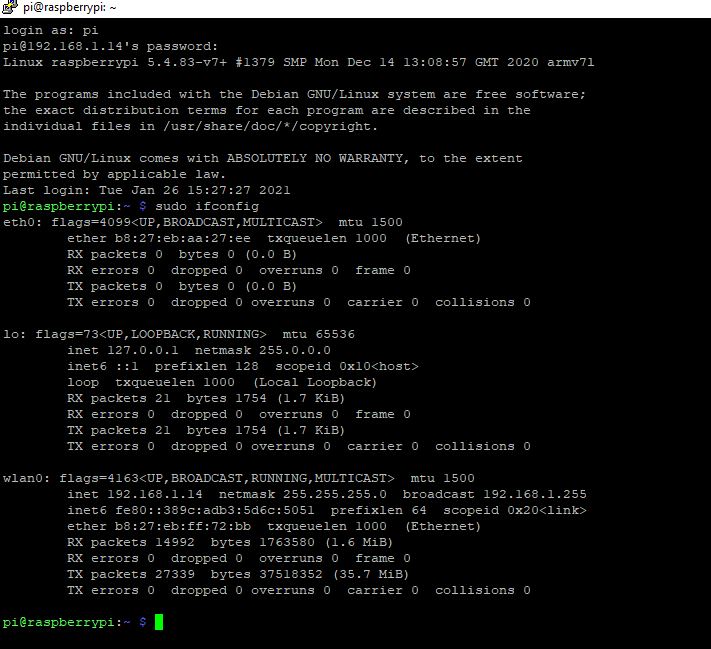 pi@raspberrypi: ~
login as: pi
pi@192.168.1.14's password:
Linux raspberrypi 5.4.83-v7+ #1379 SMP Mon Dec 14 13:08:57 GMT 2020 armv7l

The programs included with the Debian GNU/Linux system are free software;
the exact distribution terms for each program are described in the
individual files in /usr/share/doc/*/copyright.

Debian GNU/Linux comes with ABSOLUTELY NO WARRANTY, to the extent
permitted by applicable law.
Last login: Tue Jan 26 15:27:27 2021
pi@raspberrypi:~ $ sudo ifconfig
eth0: flags=4099<UP,BROADCAST,MULTICAST>  mtu 1500
        ether b8:27:eb:aa:27:ee  txqueuelen 1000  (Ethernet)
        RX packets 0  bytes 0 (0.0 B)
        RX errors 0  dropped 0  overruns 0  frame 0
        TX packets 0  bytes 0 (0.0 B)
        TX errors 0  dropped 0 overruns 0  carrier 0  collisions 0

lo: flags=73<UP,LOOPBACK,RUNNING>  mtu 65536
        inet 127.0.0.1  netmask 255.0.0.0
        inet6 ::1  prefixlen 128  scopeid 0x10<host>
        loop  txqueuelen 1000  (Local Loopback)
        RX packets 21  bytes 1754 (1.7 KiB)
        RX errors 0  dropped 0  overruns 0  frame 0
        TX packets 21  bytes 1754 (1.7 KiB)
        TX errors 0  dropped 0 overruns 0  carrier 0  collisions 0

wlan0: flags=4163<UP,BROADCAST,RUNNING,MULTICAST>  mtu 1500
        inet 192.168.1.14  netmask 255.255.255.0  broadcast 192.168.1.255
        inet6 fe80::389c:adb3:5d6c:5051  prefixlen 64  scopeid 0x20<link>
        ether b8:27:eb:ff:72:bb  txqueuelen 1000  (Ethernet)
        RX packets 14992  bytes 1763580 (1.6 MiB)
        RX errors 0  dropped 0  overruns 0  frame 0
        TX packets 27339  bytes 37518352 (35.7 MiB)
        TX errors 0  dropped 0 overruns 0  carrier 0  collisions 0

pi@raspberrypi:~ $